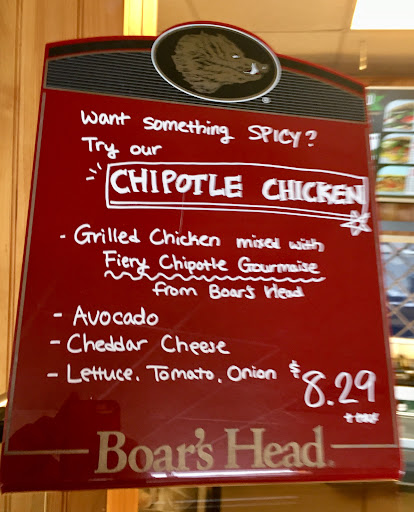 Want something SPICY?
Try our
CHIPOTLE CHICKEN
- Grilled Chicken mixed with
Fiery Chipotle Gourmaise
from Boar's Head
- Avocado
- Cheddar Cheese
- Lettuce, Tomato, Onion $8.29
+ tax
Boar's Head®